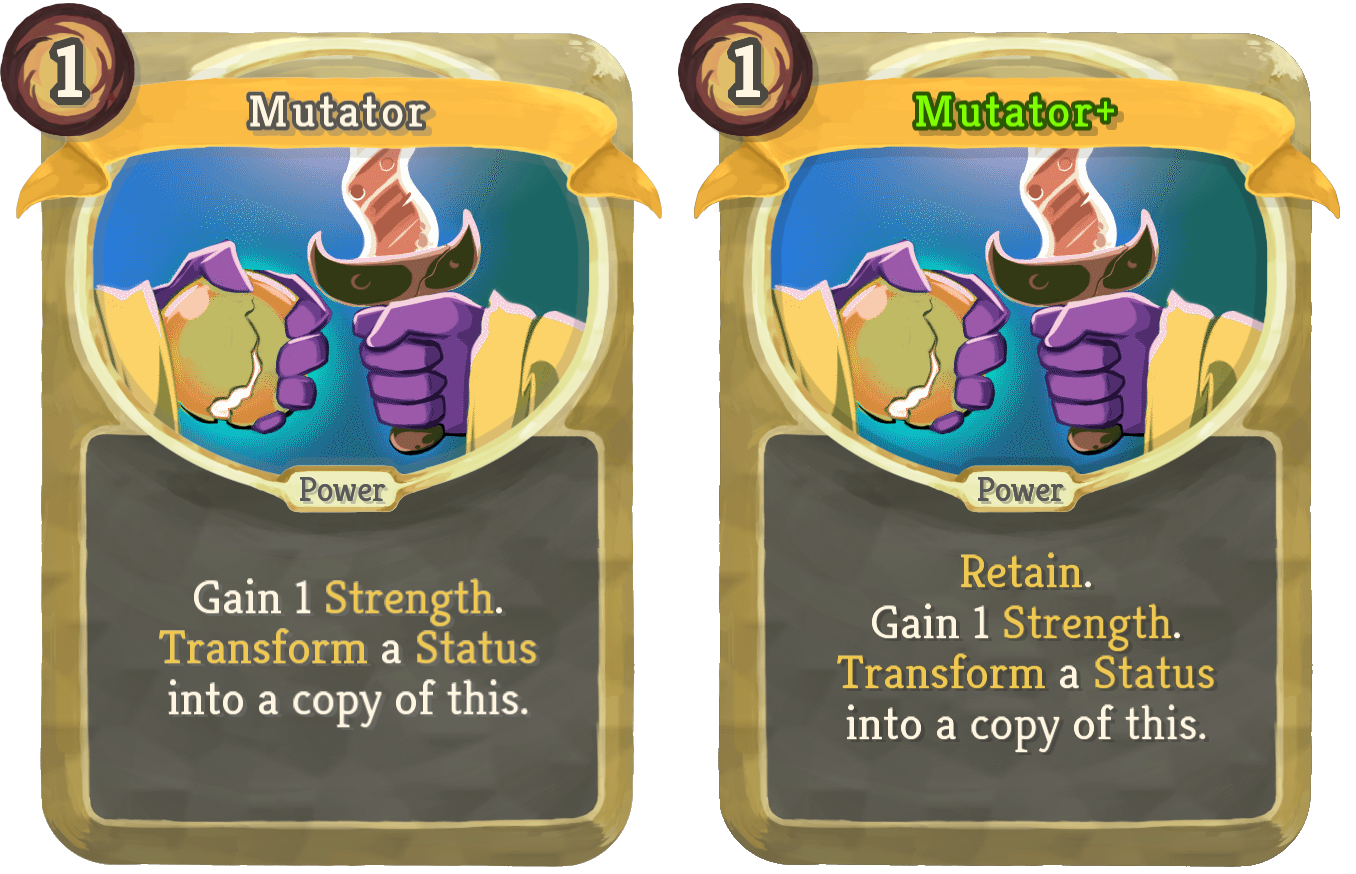 1
Mutator
Power
Gain 1 Strength.
Transform a Status
into a copy of this.
1
Mutator+
Power
Retain.
Gain 1 Strength.
Transform a Status
into a copy of this.